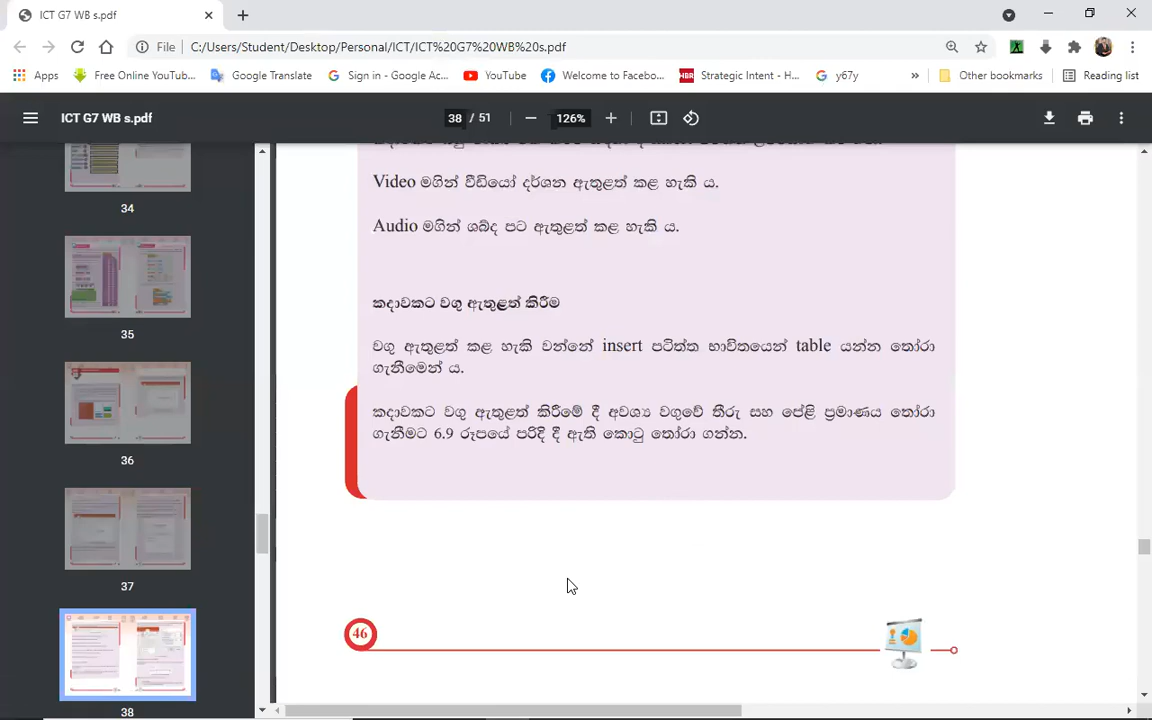 ICT G7 WB s.pdf
File C:/Users/Student/Desktop/Personal/ICT/ICT%20G7%20WB%20s.pdf
Apps Free Online YouTub... Google Translate Sign in - Google Ac... YouTube Welcome to Facebo... HBR Strategic Intent - H... y67y » Other bookmarks Reading list
ICT G7 WB s.pdf 38 / 51 126%
34
35
36
37
38
Video මගින් වීඩියෝ දර්ශන ඇතුළත් කළ හැකි ය.
Audio මගින් ශබ්ද පට ඇතුළත් කළ හැකි ය.
කදාවකට වගු ඇතුළත් කිරීම
වගු ඇතුළත් කළ හැකි වන්නේ insert පටිත්ත භාවිතයෙන් table යන්න තෝරා
ගැනීමෙන් ය.
කදාවකට වගු ඇතුළත් කිරීමේ දී අවශ්‍ය වගුවේ තීරු සහ පේළි ප්‍රමාණය තෝරා
ගැනීමට 6.9 රූපයේ පරිදි දී ඇති කොටු තෝරා ගන්න.
46